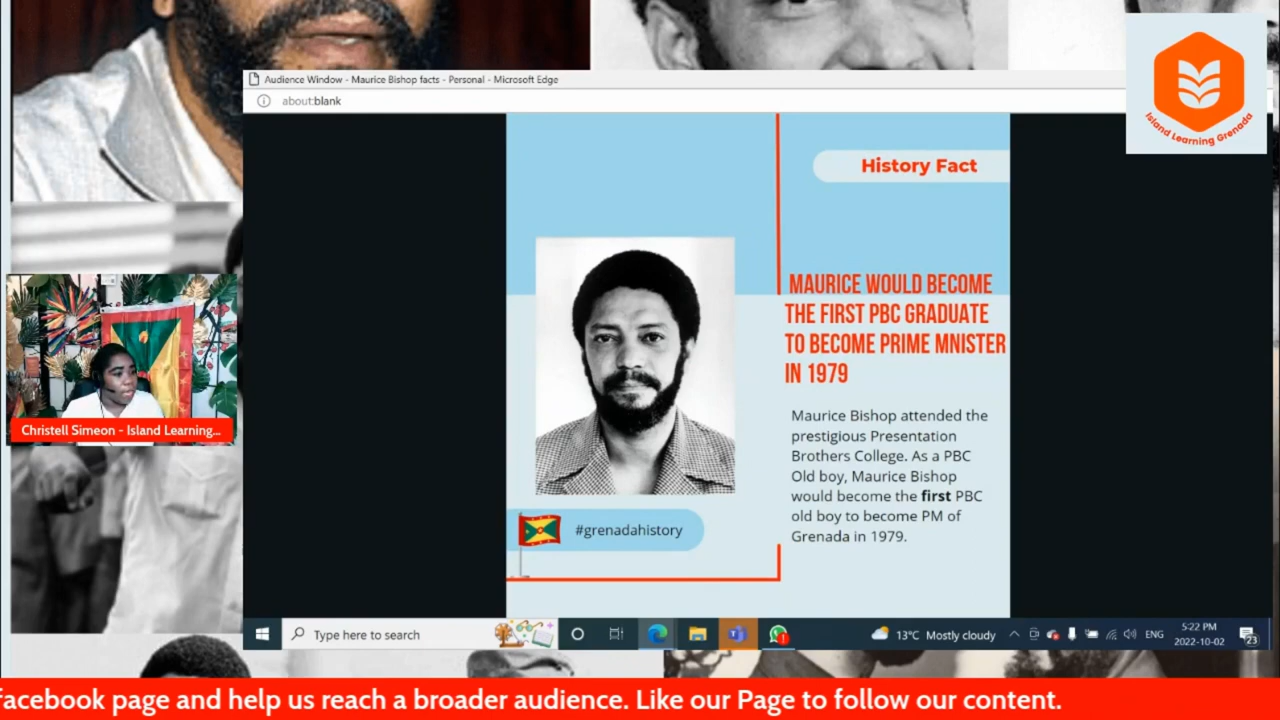 Audience Window - Maurice Bishop facts - Personal - Microsoft Edge
about:blank
Island Learning Grenada
History Fact
MAURICE WOULD BECOME
THE FIRST PBC GRADUATE
TO BECOME PRIME MNISTER
IN 1979
Maurice Bishop attended the
prestigious Presentation
Brothers College. As a PBC
Old boy, Maurice Bishop
would become the first PBC
old boy to become PM of
Grenada in 1979.
#grenadahistory
Christell Simeon - Island Learning...
Type here to search
13°C Mostly cloudy
ENG
5:22 PM
2022-10-02
23
facebook page and help us reach a broader audience. Like our Page to follow our content.